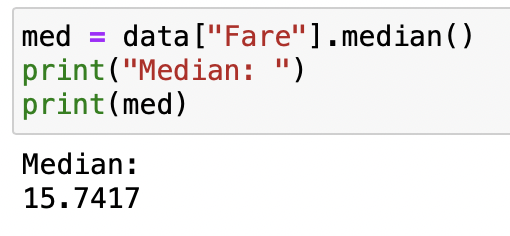 med = data["Fare"].median()
print("Median: ")
print(med)
Median:
15.7417